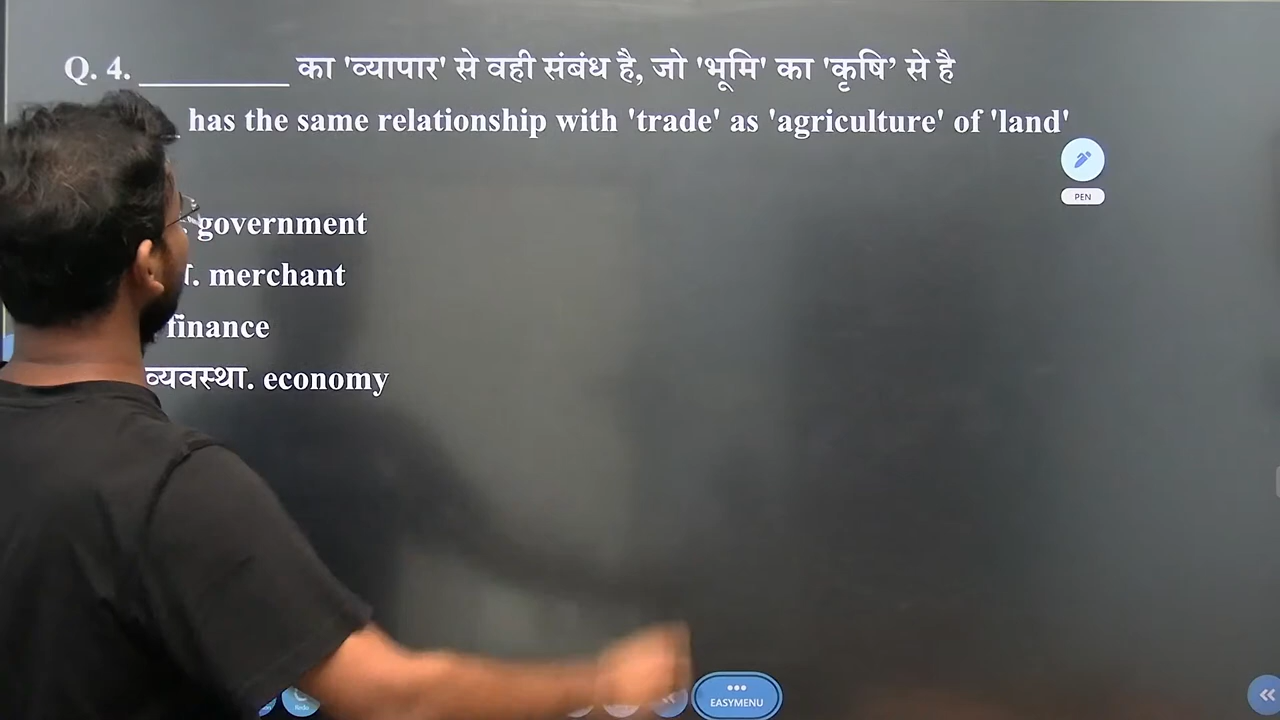 Q. 4. _________ का 'व्यापार' से वही संबंध है, जो 'भूमि' का 'कृषि’ से है
has the same relationship with 'trade' as 'agriculture' of 'land'
PEN
government
merchant
finance
व्यवस्था. economy
EASYMENU